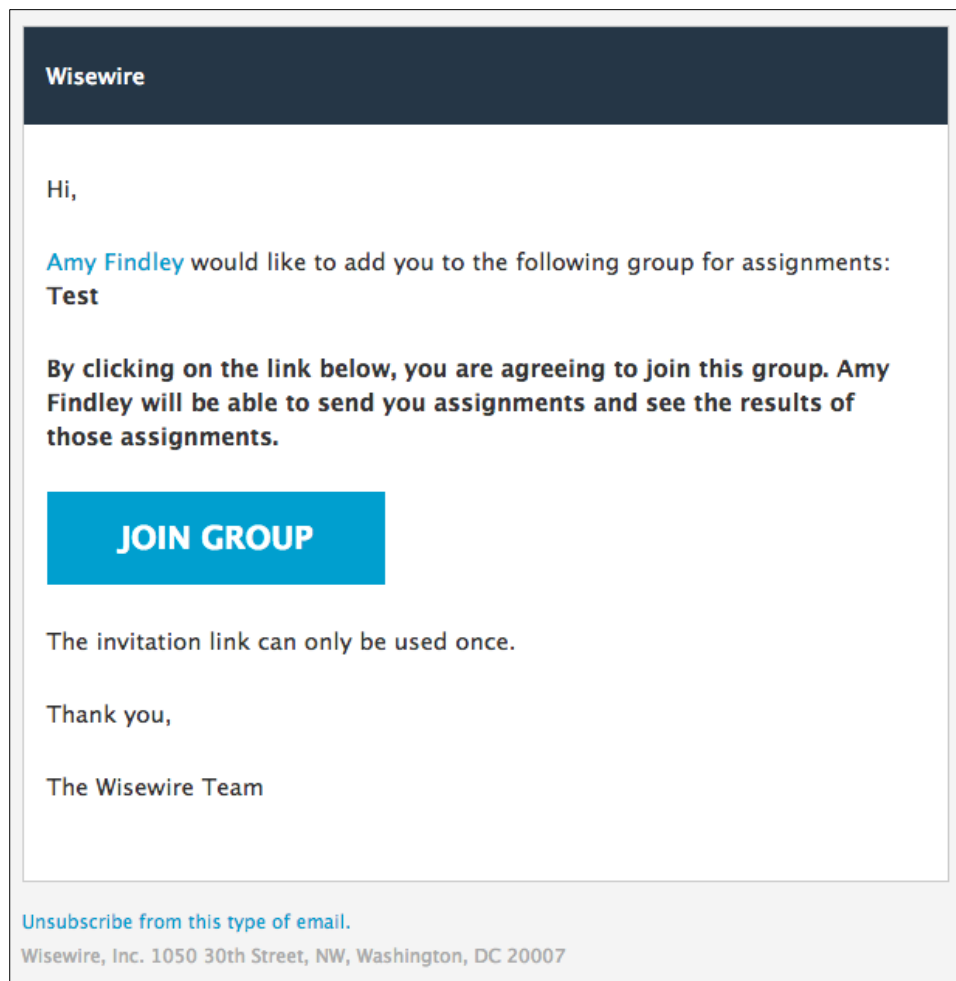 Wisewire
Hi,
Amy Findley would like to add you to the following group for assignments:
Test
By clicking on the link below, you are agreeing to join this group. Amy
Findley will be able to send you assignments and see the results of
those assignments.
JOIN GROUP
The invitation link can only be used once.
Thank you,
The Wisewire Team
Unsubscribe from this type of email.
Wisewire, Inc. 1050 30th Street, NW, Washington, DC 20007